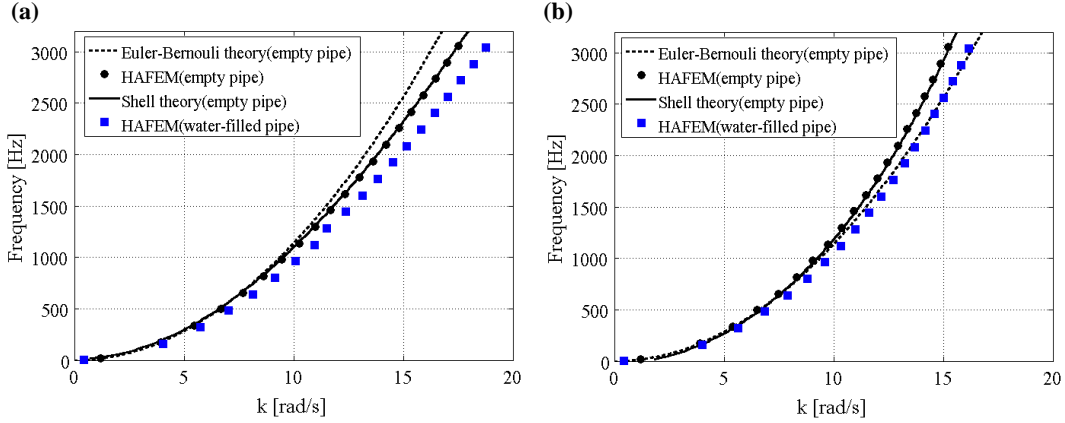 (a)
Euler-Bernouli theory(empty pipe)
HAFEM(empty pipe)
Shell theory(empty pipe)
HAFEM(water-filled pipe)
Frequency [Hz]
3000
2500
2000
1500
1000
500
0
0 5 10 15 20
k [rad/s]
(b)
Euler-Bernouli theory(empty pipe)
HAFEM(empty pipe)
Shell theory(empty pipe)
HAFEM(water-filled pipe)
Frequency [Hz]
3000
2500
2000
1500
1000
500
0
0 5 10 15 20
k [rad/s]